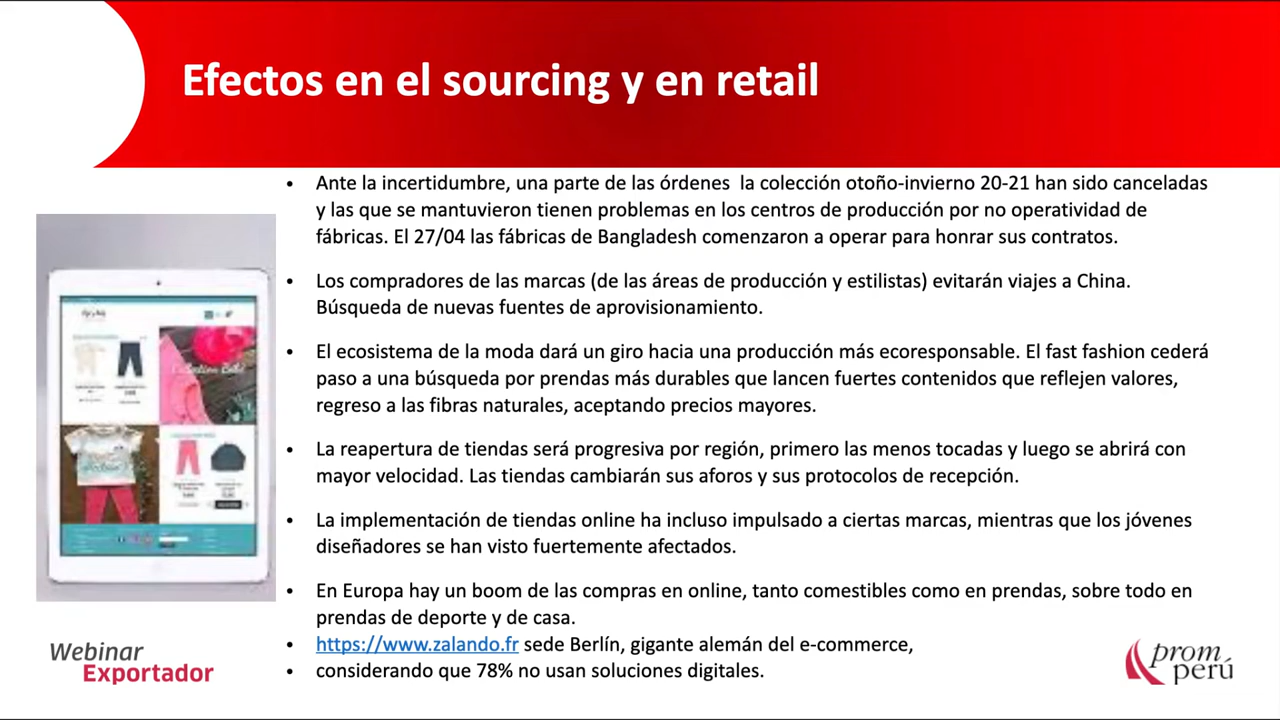 Efectos en el sourcing y en retail
• Ante la incertidumbre, una parte de las órdenes  la colección otoño-invierno 20-21 han sido canceladas
y las que se mantuvieron tienen problemas en los centros de producción por no operatividad de
fábricas. El 27/04 las fábricas de Bangladesh comenzaron a operar para honrar sus contratos.
• Los compradores de las marcas (de las áreas de producción y estilistas) evitarán viajes a China.
Búsqueda de nuevas fuentes de aprovisionamiento.
• El ecosistema de la moda dará un giro hacia una producción más ecoresponsable. El fast fashion cederá
paso a una búsqueda por prendas más durables que lancen fuertes contenidos que reflejen valores,
regreso a las fibras naturales, aceptando precios mayores.
• La reapertura de tiendas será progresiva por región, primero las menos tocadas y luego se abrirá con
mayor velocidad. Las tiendas cambiarán sus aforos y sus protocolos de recepción.
• La implementación de tiendas online ha incluso impulsado a ciertas marcas, mientras que los jóvenes
diseñadores se han visto fuertemente afectados.
• En Europa hay un boom de las compras en online, tanto comestibles como en prendas, sobre todo en
prendas de deporte y de casa.
• https://www.zalando.fr sede Berlín, gigante alemán del e-commerce,
• considerando que 78% no usan soluciones digitales.
Webinar
Exportador
prom
perú